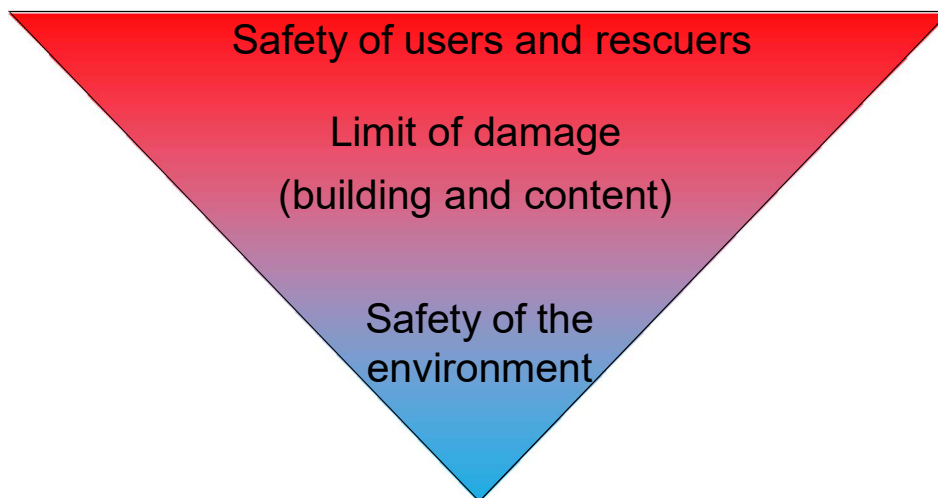 Safety of users and rescuers
Limit of damage
(building and content)
Safety of the
environment